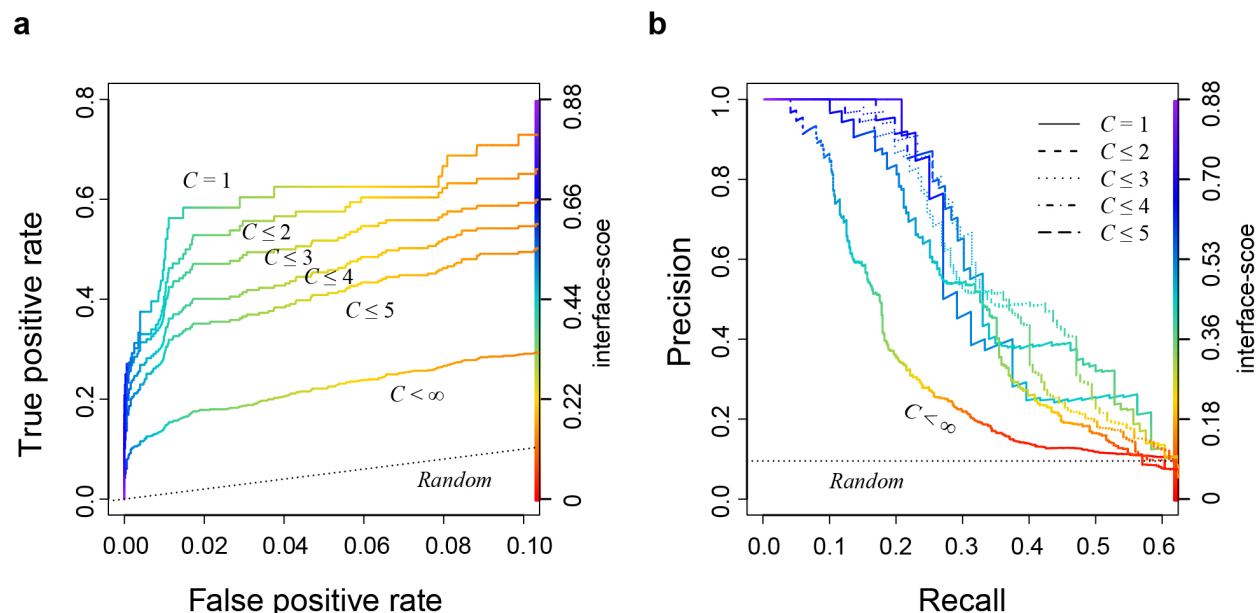 a
True positive rate
0.8
0.6
0.4
0.2
0.0
C = 1
C ≤ 2
C ≤ 3
C ≤ 4
C ≤ 5
C < ∞
Random
0.00 0.02 0.04 0.06 0.08 0.10
False positive rate
0.88
0.66
0.44
0.22
0
interface-scoe
b
Precision
1.0
0.8
0.6
0.4
0.2
0.0
C = 1
C ≤ 2
C ≤ 3
C ≤ 4
C ≤ 5
C < ∞
Random
0.0 0.1 0.2 0.3 0.4 0.5 0.6
Recall
0.88
0.70
0.53
0.36
0.18
0
interface-scoe